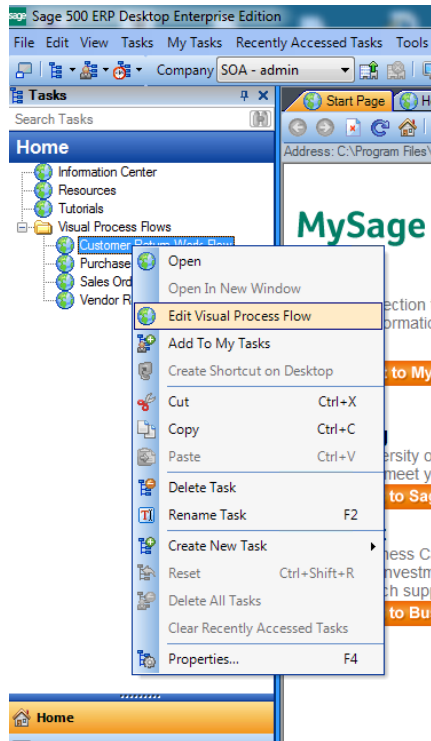 Sage 500 ERP Desktop Enterprise Edition
File Edit View Tasks My Tasks Recently Accessed Tasks Tools
Company SOA - admin
Tasks
Start Page
Search Tasks
Home
Address: C:\Program Files\
Information Center
Resources
Tutorials
Visual Process Flows
MySage
Customer Return Work Flow
Purchase
Open
Sales Ord
Open In New Window
Vendor R
Edit Visual Process Flow
Add To My Tasks
Create Shortcut on Desktop
to My
Cut Ctrl+X
Copy Ctrl+C
Paste Ctrl+V
Delete Task
Rename Task F2
Create New Task
Reset Ctrl+Shift+R
Delete All Tasks
Clear Recently Accessed Tasks
Properties... F4
Home